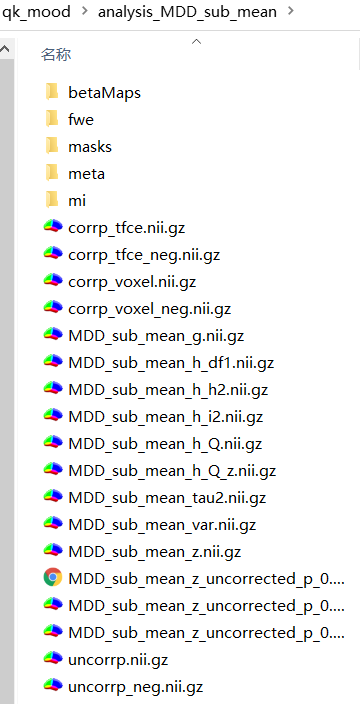 qk_mood > analysis_MDD_sub_mean >
名称
betaMaps
fwe
masks
meta
mi
corrp_tfce.nii.gz
corrp_tfce_neg.nii.gz
corrp_voxel.nii.gz
corrp_voxel_neg.nii.gz
MDD_sub_mean_g.nii.gz
MDD_sub_mean_h_df1.nii.gz
MDD_sub_mean_h_h2.nii.gz
MDD_sub_mean_h_i2.nii.gz
MDD_sub_mean_h_Q.nii.gz
MDD_sub_mean_h_Q_z.nii.gz
MDD_sub_mean_tau2.nii.gz
MDD_sub_mean_var.nii.gz
MDD_sub_mean_z.nii.gz
MDD_sub_mean_z_uncorrected_p_0....
MDD_sub_mean_z_uncorrected_p_0....
MDD_sub_mean_z_uncorrected_p_0....
uncorrp.nii.gz
uncorrp_neg.nii.gz